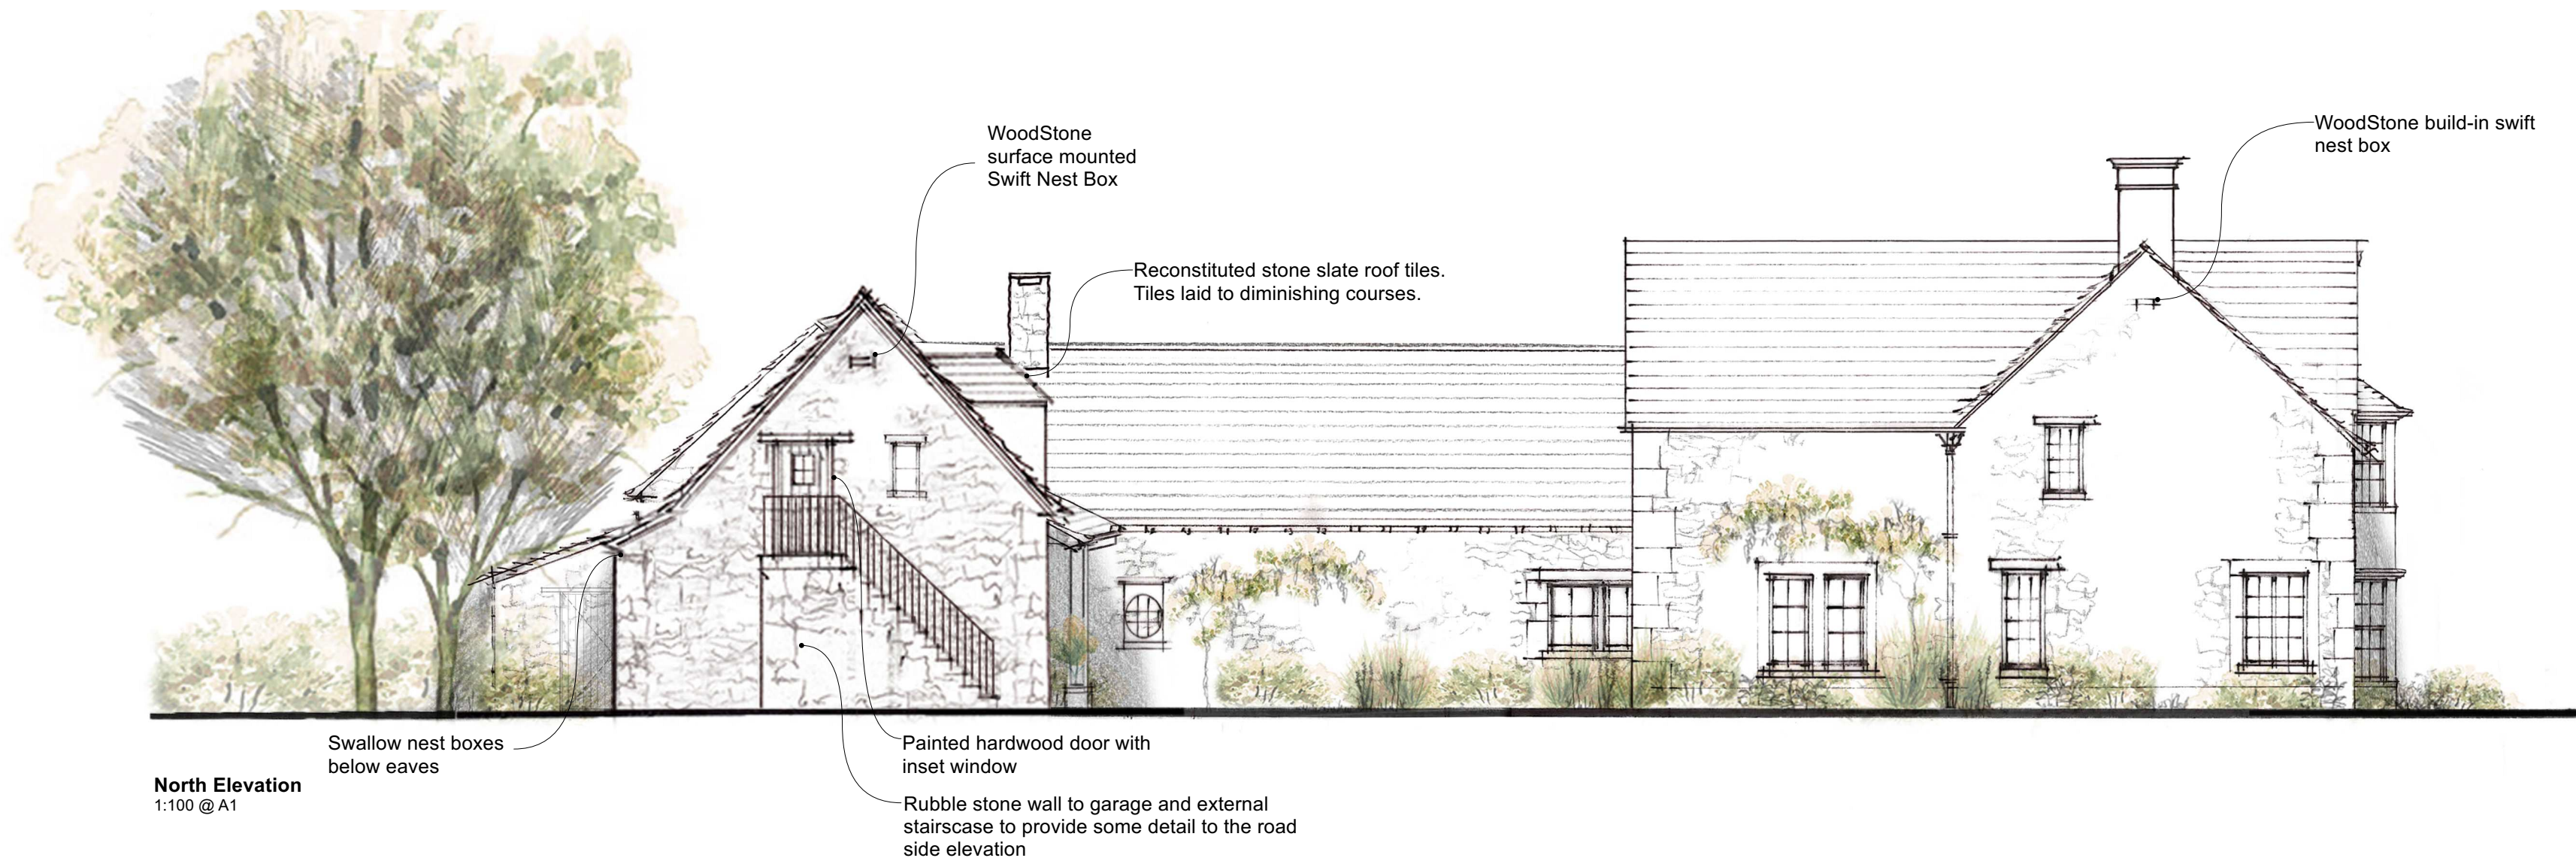 WoodStone
surface mounted
Swift Nest Box
WoodStone build-in swift
nest box
Reconstituted stone slate roof tiles.
Tiles laid to diminishing courses.
Swallow nest boxes
below eaves
Painted hardwood door with
inset window
North Elevation
1:100 @ A1
Rubble stone wall to garage and external
stairscase to provide some detail to the road
side elevation